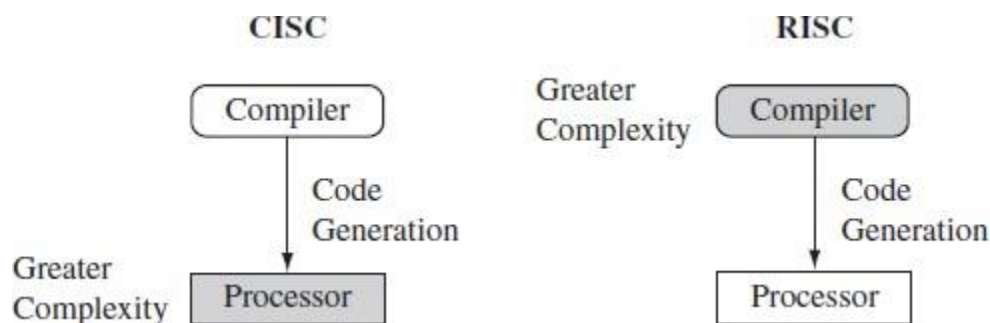 CISC
Compiler
Code
Generation
Greater
Complexity
Processor
RISC
Greater
Complexity
Compiler
Code
Generation
Processor